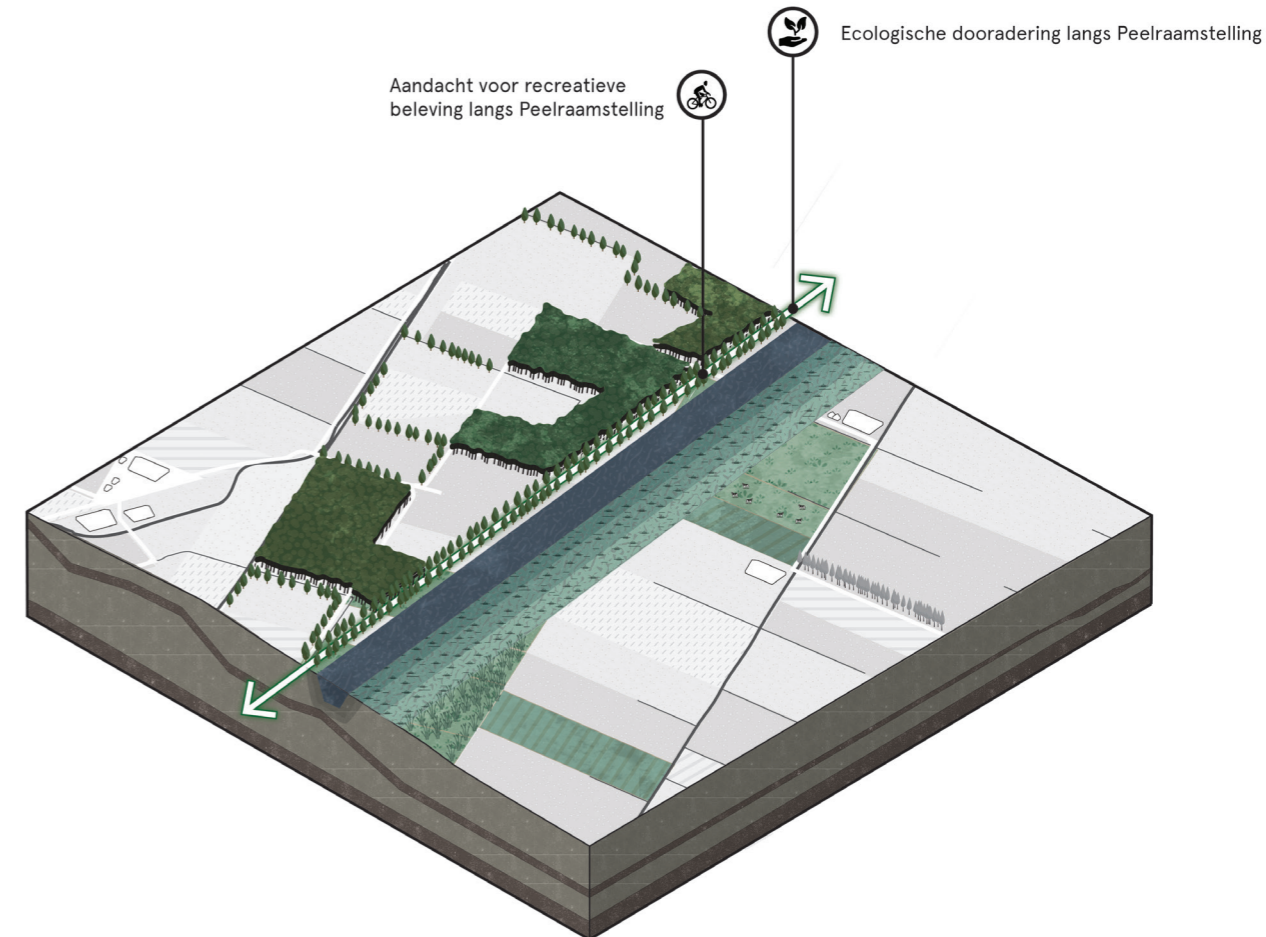 Ecologische dooradering langs Peelraamstelling
Aandacht voor recreatieve
beleving langs Peelraamstelling